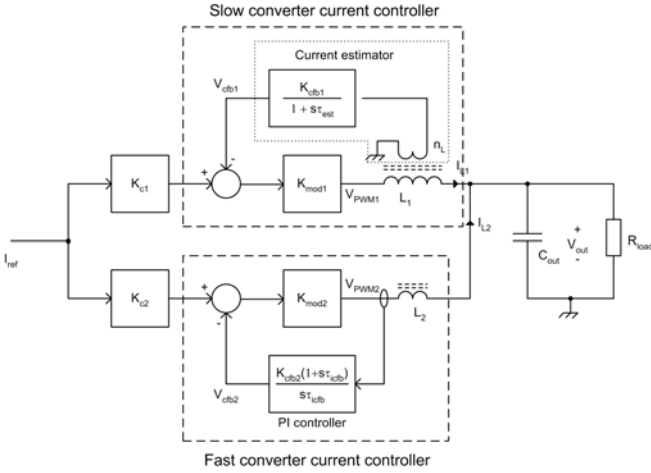 Slow converter current controller
Current estimator
V_cfb1
K_cfb1
1 + sτ_est
n_L
-
+
K_c1
K_mod1
V_PWM1
L_1
I_L1
I_L2
I_ref
C_out
+
V_out
-
R_load
K_c2
+
-
K_mod2
V_PWM2
L_2
K_cfb2(1+sτ_icfb)
sτ_icfb
V_cfb2
PI controller
Fast converter current controller